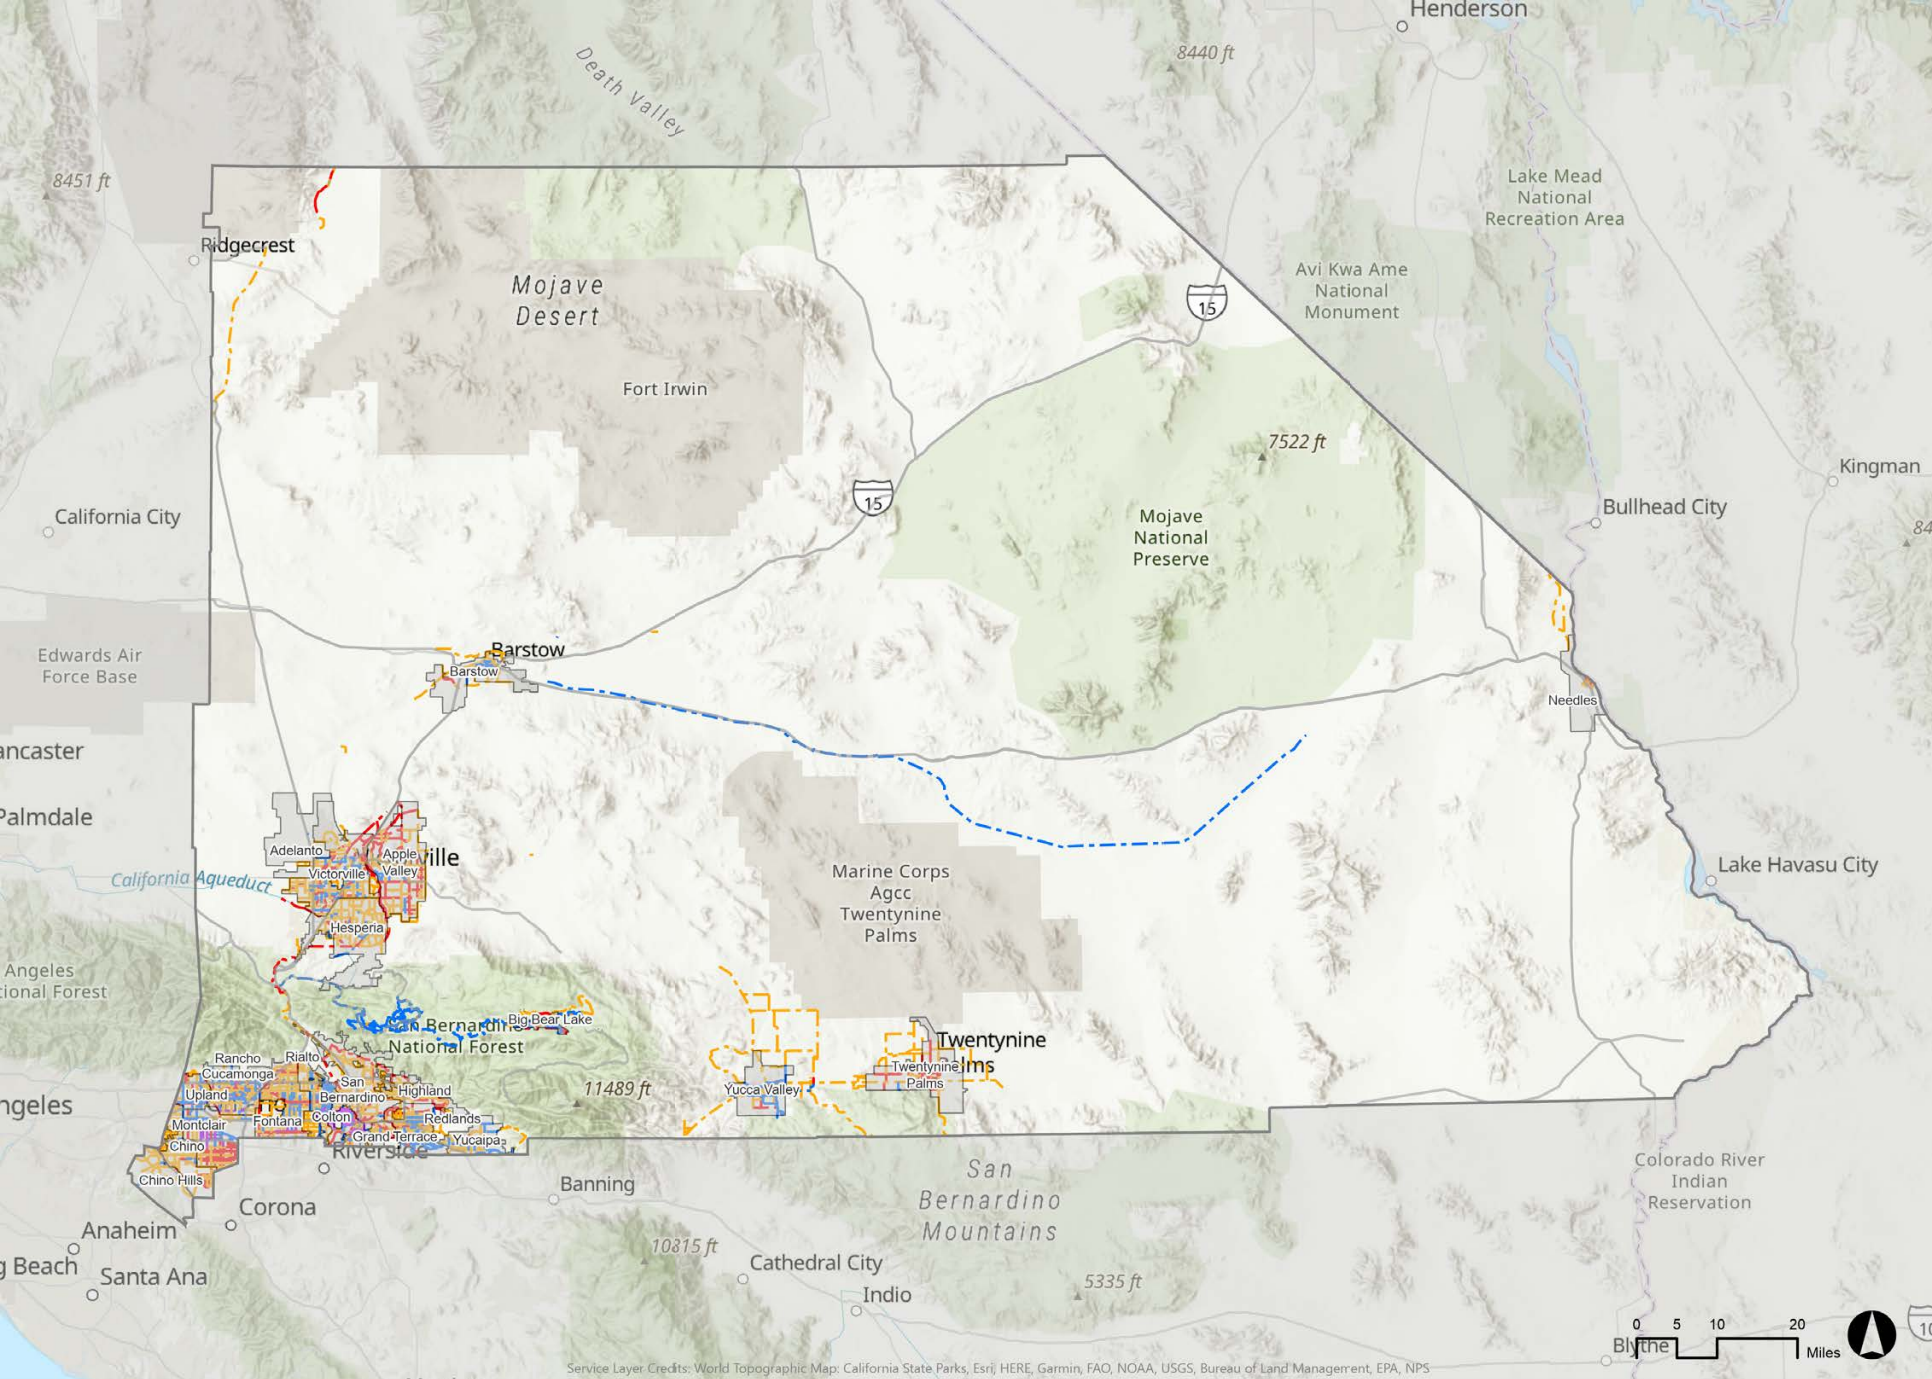 Henderson
8440 ft
Death Valley
8451 ft
Lake Mead
National
Recreation Area
Ridgecrest
Avi Kwa Ame
National
Monument
Mojave
Desert
15
Fort Irwin
7522 ft
Kingman
15
California City
Bullhead City
84
Mojave
National
Preserve
Edwards Air
Force Base
Barstow
Barstow
Needles
ancaster
Palmdale
Adelanto
Apple
Valley
ville
Victorville
California Aqueduct
Hesperia
Marine Corps
Agcc
Twentynine
Palms
Lake Havasu City
Angeles
tional Forest
Big Bear Lake
San Bernardino
National Forest
Twentynine
Palms
Twentynine
Palms
Rancho
Cucamonga
Rialto
San
Bernardino
Highland
11489 ft
Yucca Valley
Upland
ngeles
Montclair
Fontana
Colton
Redlands
Chino
Grand Terrace
Yucaipa
Riverside
Chino Hills
Banning
San
Bernardino
Mountains
Colorado River
Indian
Reservation
Corona
Anaheim
10815 ft
g Beach
Santa Ana
Cathedral City
5335 ft
Indio
Blythe
0 5 10 20
Miles
10
Service Layer Credits: World Topographic Map: California State Parks, Esri, HERE, Garmin, FAO, NOAA, USGS, Bureau of Land Management, EPA, NPS